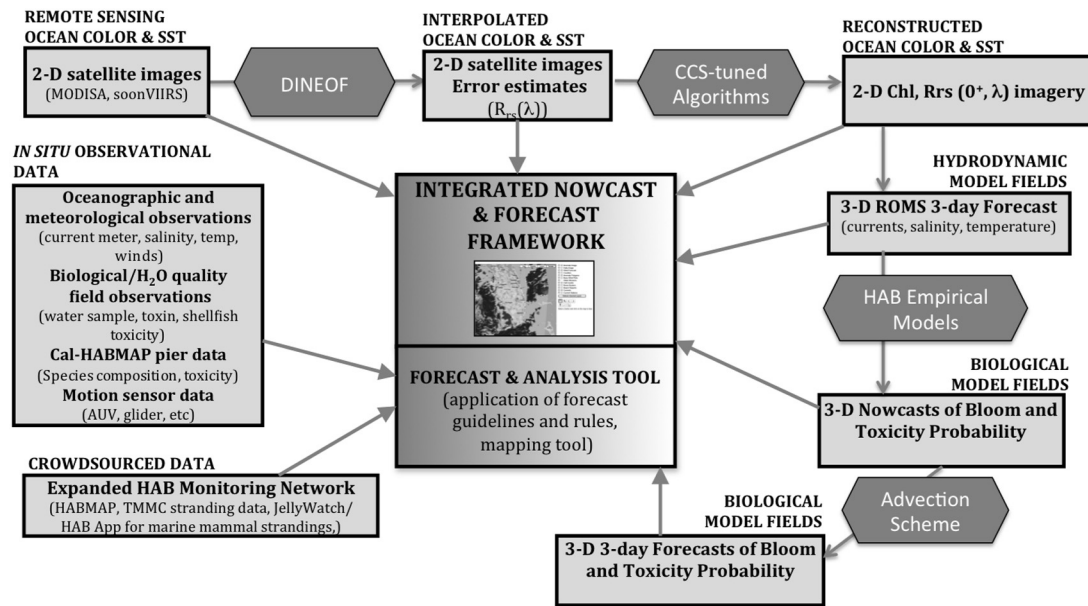 REMOTE SENSING
OCEAN COLOR & SST
2-D satellite images
(MODISA, soonVIIRS)
DINEOF
INTERPOLATED
OCEAN COLOR & SST
2-D satellite images
Error estimates
(Rrs(λ))
CCS-tuned
Algorithms
RECONSTRUCTED
OCEAN COLOR & SST
2-D Chl, Rrs (0⁺, λ) imagery
IN SITU OBSERVATIONAL
DATA
Oceanographic and
meteorological observations
(current meter, salinity, temp,
winds)
Biological/H₂O quality
field observations
(water sample, toxin, shellfish
toxicity)
Cal-HABMAP pier data
(Species composition, toxicity)
Motion sensor data
(AUV, glider, etc)
INTEGRATED NOWCAST
& FORECAST
FRAMEWORK
FORECAST & ANALYSIS TOOL
(application of forecast
guidelines and rules,
mapping tool)
HYDRODYNAMIC
MODEL FIELDS
3-D ROMS 3-day Forecast
(currents, salinity, temperature)
HAB Empirical
Models
BIOLOGICAL
MODEL FIELDS
3-D Nowcasts of Bloom and
Toxicity Probability
CROWDSOURCED DATA
Expanded HAB Monitoring Network
(HABMAP, TMMC stranding data, JellyWatch/
HAB App for marine mammal strandings,)
Advection
Scheme
BIOLOGICAL
MODEL FIELDS
3-D 3-day Forecasts of Bloom
and Toxicity Probability